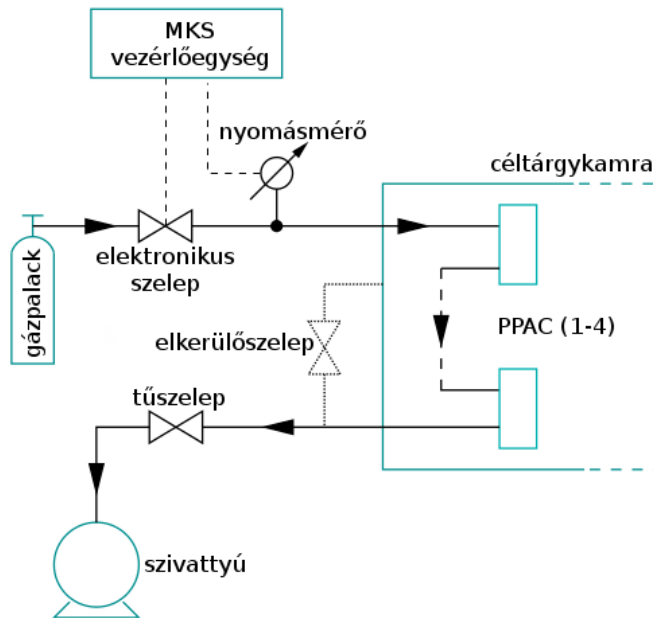 MKS
vezérlőegység
nyomásmérő
céltárgykamra
elektronikus
szelep
gázpalack
elkerülőszelep
PPAC (1-4)
tűszelep
szivattyú